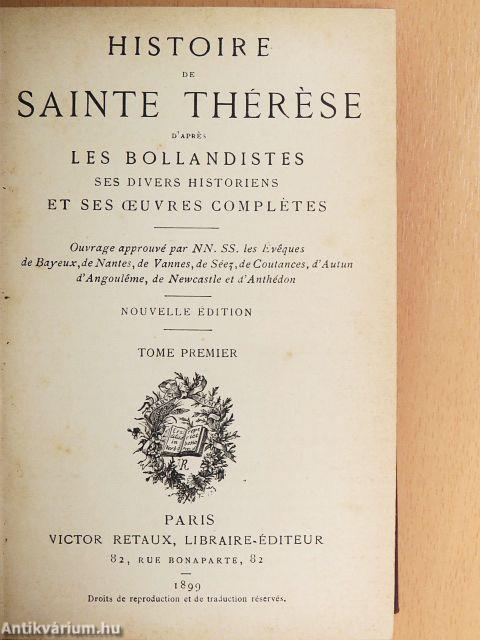 HISTOIRE
DE
SAINTE THÉRÈSE
D'APRÈS
LES BOLLANDISTES
SES DIVERS HISTORIENS
ET SES ŒUVRES COMPLÈTES
Ouvrage approuvé par NN. SS. les Évêques
de Bayeux, de Nantes, de Vannes, de Séez, de Coutances, d'Autun
d'Angoulême, de Newcastle et d'Anthédon
NOUVELLE ÉDITION
TOME PREMIER
R
PARIS
VICTOR RETAUX, LIBRAIRE-ÉDITEUR
82, RUE BONAPARTE, 82
1899
Droits de reproduction et de traduction réservés.
Antikvárium.hu